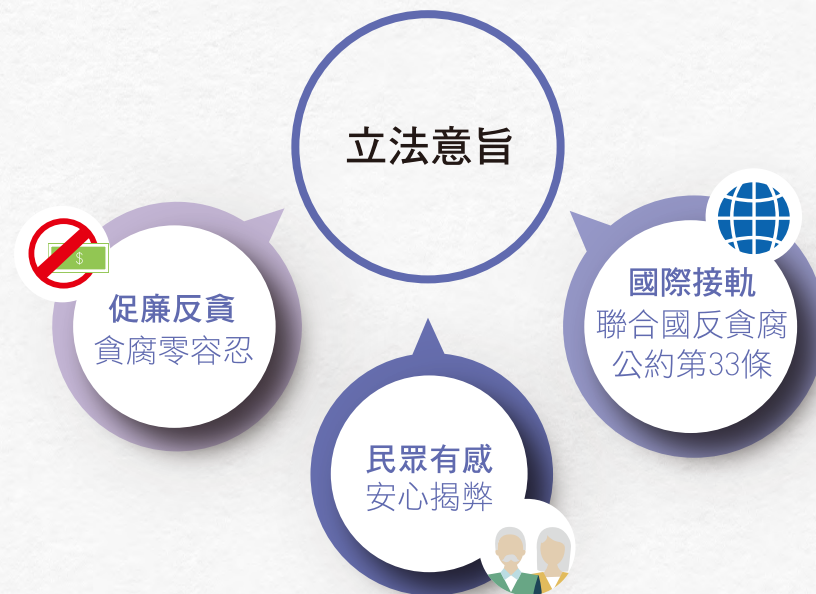 立法意旨
促廉反貪
貪腐零容忍
$
民眾有感
安心揭弊
國際接軌
聯合國反貪腐
公約第33條